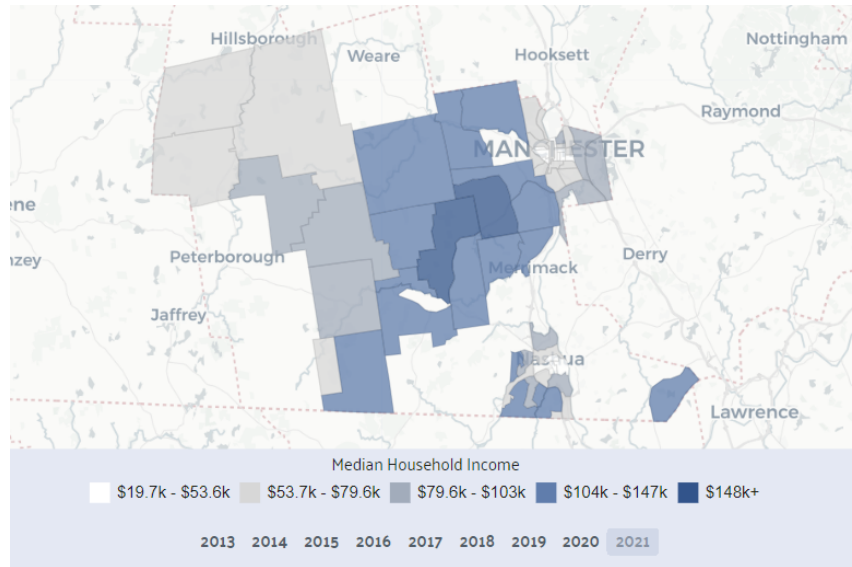 Hillsborough
Weare
Hooksett
Nottingham
Raymond
MANCHESTER
ene
Peterborough
nzey
Merrimack
Derry
Jaffrey
Nashua
Lawrence
Median Household Income
$19.7k - $53.6k $53.7k - $79.6k $79.6k - $103k $104k - $147k $148k+
2013 2014 2015 2016 2017 2018 2019 2020 2021